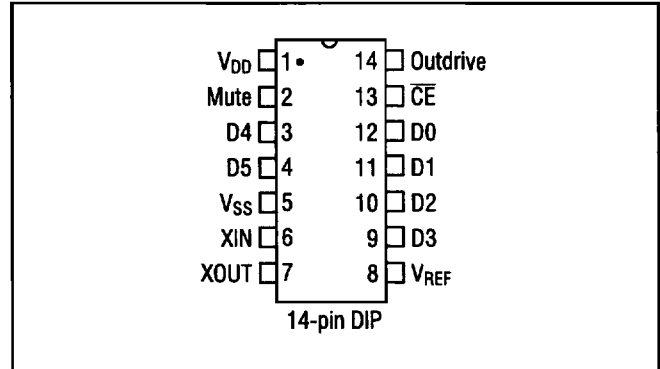 VDD 1 14 Outdrive
Mute 2 13 C̅E̅
D4 3 12 D0
D5 4 11 D1
VSS 5 10 D2
XIN 6 9 D3
XOUT 7 8 VREF
14-pin DIP